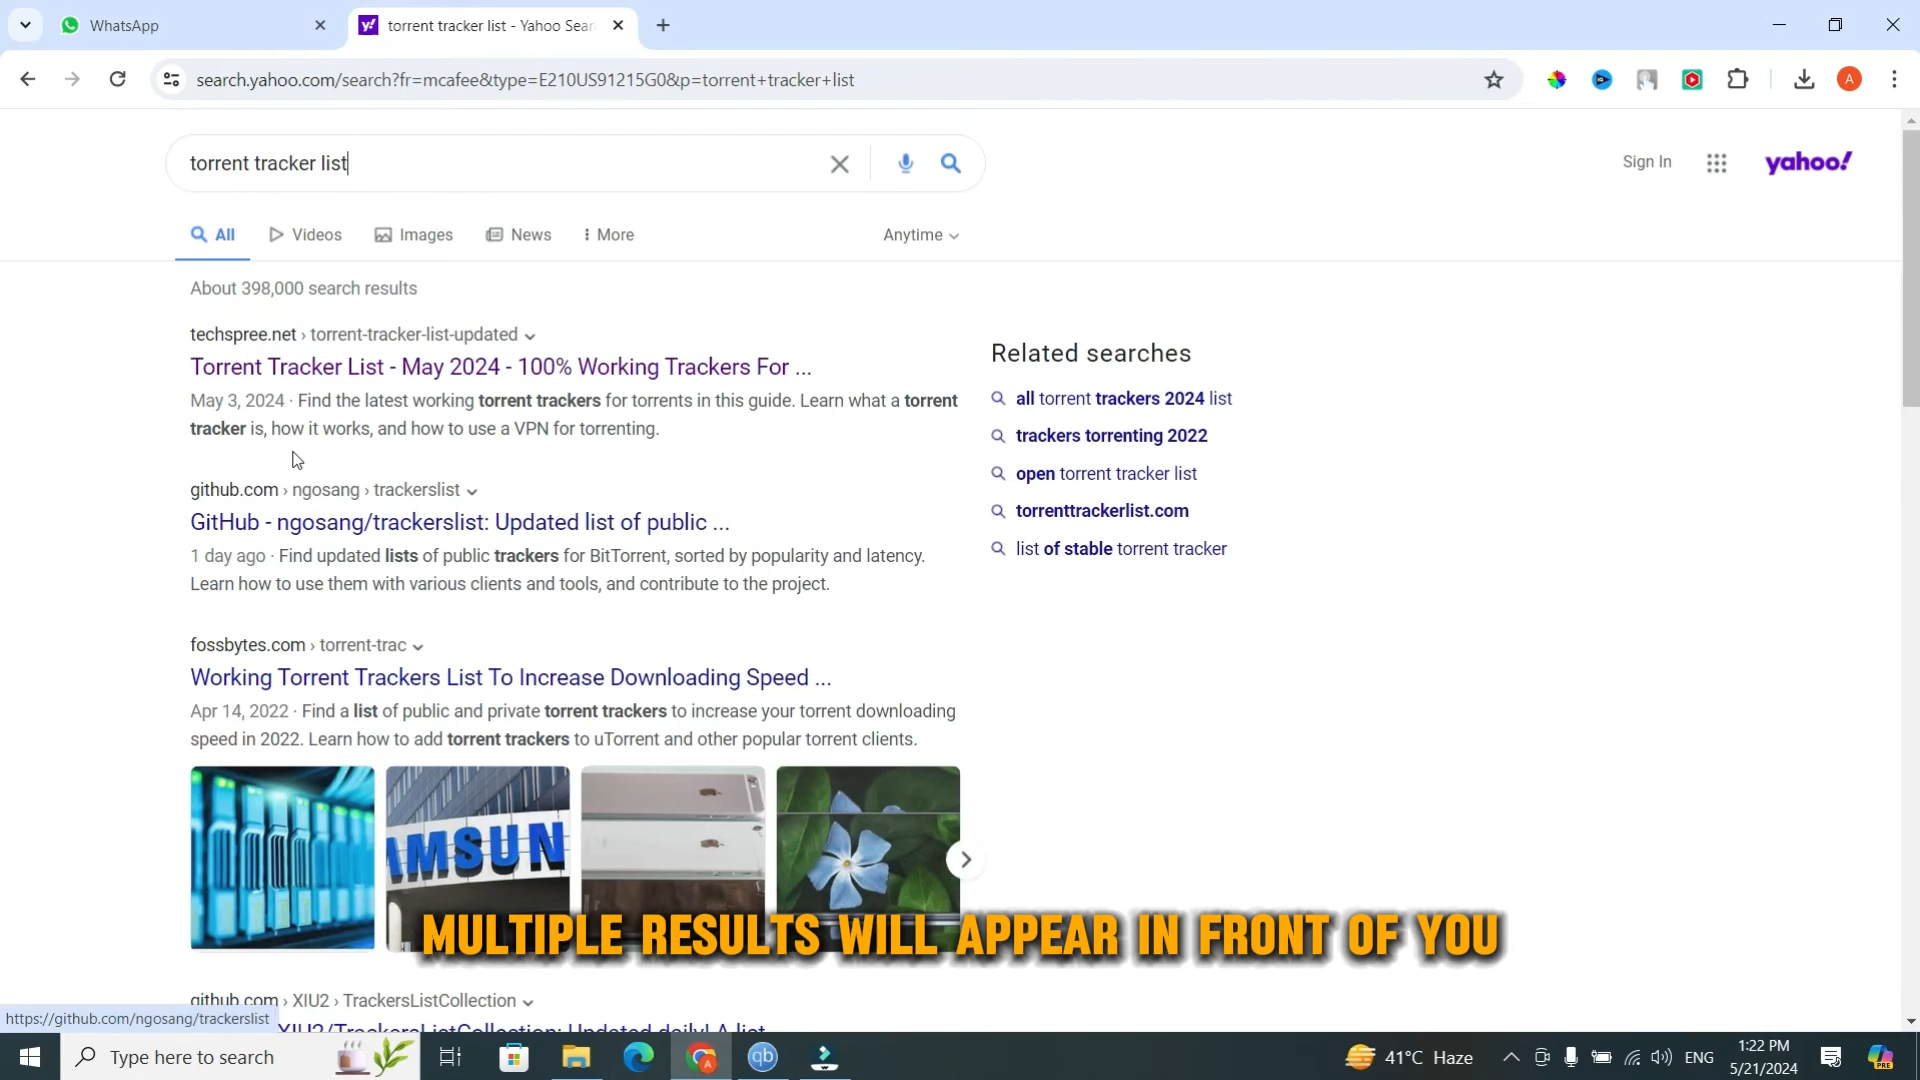 WhatsApp
torrent tracker list - Yahoo Sear
search.yahoo.com/search?fr=mcafee&type=E210US91215G0&p=torrent+tracker+list
A
torrent tracker list
Sign In
yahoo!
All
Videos
Images
News
More
Anytime
About 398,000 search results
techspree.net › torrent-tracker-list-updated
Torrent Tracker List - May 2024 - 100% Working Trackers For ...
May 3, 2024 · Find the latest working torrent trackers for torrents in this guide. Learn what a torrent
tracker is, how it works, and how to use a VPN for torrenting.
github.com › ngosang › trackerslist
GitHub - ngosang/trackerslist: Updated list of public ...
1 day ago · Find updated lists of public trackers for BitTorrent, sorted by popularity and latency.
Learn how to use them with various clients and tools, and contribute to the project.
fossbytes.com › torrent-trac
Working Torrent Trackers List To Increase Downloading Speed ...
Apr 14, 2022 · Find a list of public and private torrent trackers to increase your torrent downloading
speed in 2022. Learn how to add torrent trackers to uTorrent and other popular torrent clients.
Related searches
all torrent trackers 2024 list
trackers torrenting 2022
open torrent tracker list
torrenttrackerlist.com
list of stable torrent tracker
AMSUN
MULTIPLE RESULTS WILL APPEAR IN FRONT OF YOU
github.com › XIU2 › TrackersListCollection
XIU2/TrackersListCollection: Updated daily! A list
https://github.com/ngosang/trackerslist
Type here to search
qb
41°C Haze
ENG
1:22 PM
5/21/2024
PRE